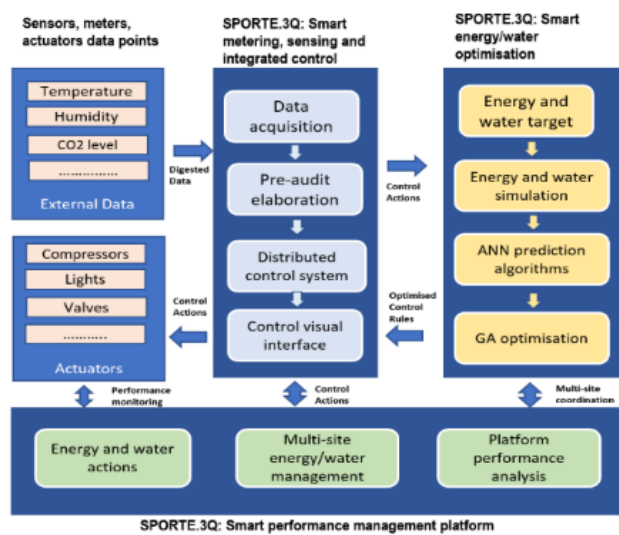 Sensors, meters,
actuators data points
SPORTE.3Q: Smart
metering, sensing and
integrated control
SPORTE.3Q: Smart
energy/water
optimisation
Temperature
Humidity
CO2 level
……………
External Data
Digested
Data
Data
acquisition
Pre-audit
elaboration
Distributed
control system
Control visual
interface
Control
Actions
Energy and
water target
Energy and water
simulation
ANN prediction
algorithms
GA optimisation
Compressors
Lights
Valves
………..
Actuators
Control
Actions
Optimised
Control
Rules
Performance
monitoring
Control
Actions
Multi-site
coordination
Energy and water
actions
Multi-site
energy/water
management
Platform
performance
analysis
SPORTE.3Q: Smart performance management platform